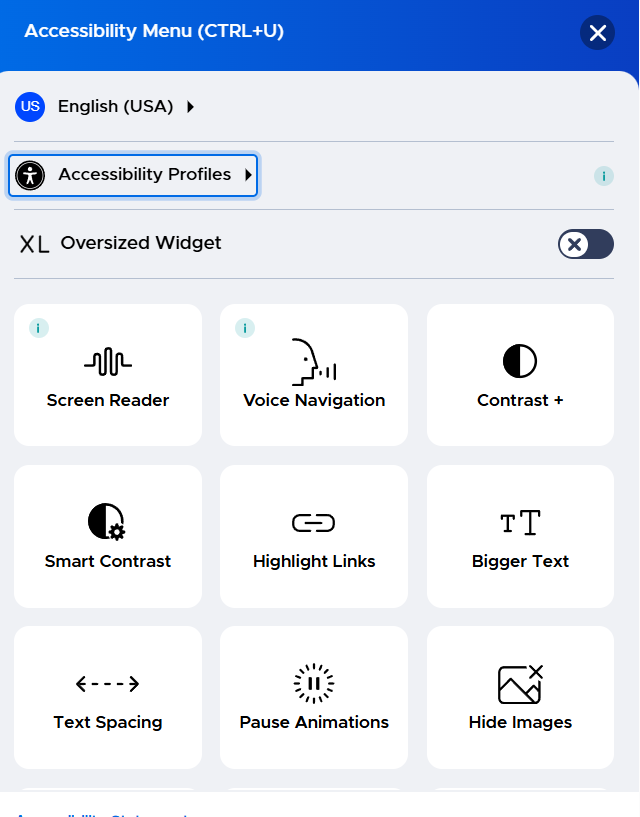 Accessibility Menu (CTRL+U)
US English (USA)
Accessibility Profiles
i
XL Oversized Widget
i
i
Screen Reader
Voice Navigation
Contrast +
Smart Contrast
Highlight Links
TT
Bigger Text
Text Spacing
Pause Animations
Hide Images